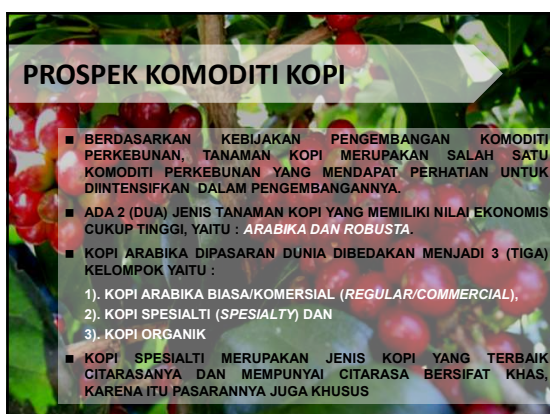 PROSPEK KOMODITI KOPI
■ BERDASARKAN KEBIJAKAN PENGEMBANGAN KOMODITI
PERKEBUNAN, TANAMAN KOPI MERUPAKAN SALAH SATU
KOMODITI PERKEBUNAN YANG MENDAPAT PERHATIAN UNTUK
DIINTENSIFKAN DALAM PENGEMBANGANNYA.
■ ADA 2 (DUA) JENIS TANAMAN KOPI YANG MEMILIKI NILAI EKONOMIS
CUKUP TINGGI, YAITU : ARABIKA DAN ROBUSTA.
■ KOPI ARABIKA DIPASARAN DUNIA DIBEDAKAN MENJADI 3 (TIGA)
KELOMPOK YAITU :
1). KOPI ARABIKA BIASA/KOMERSIAL (REGULAR/COMMERCIAL),
2). KOPI SPESIALTI (SPESIALTY) DAN
3). KOPI ORGANIK
■ KOPI SPESIALTI MERUPAKAN JENIS KOPI YANG TERBAIK
CITARASANYA DAN MEMPUNYAI CITARASA BERSIFAT KHAS,
KARENA ITU PASARANNYA JUGA KHUSUS